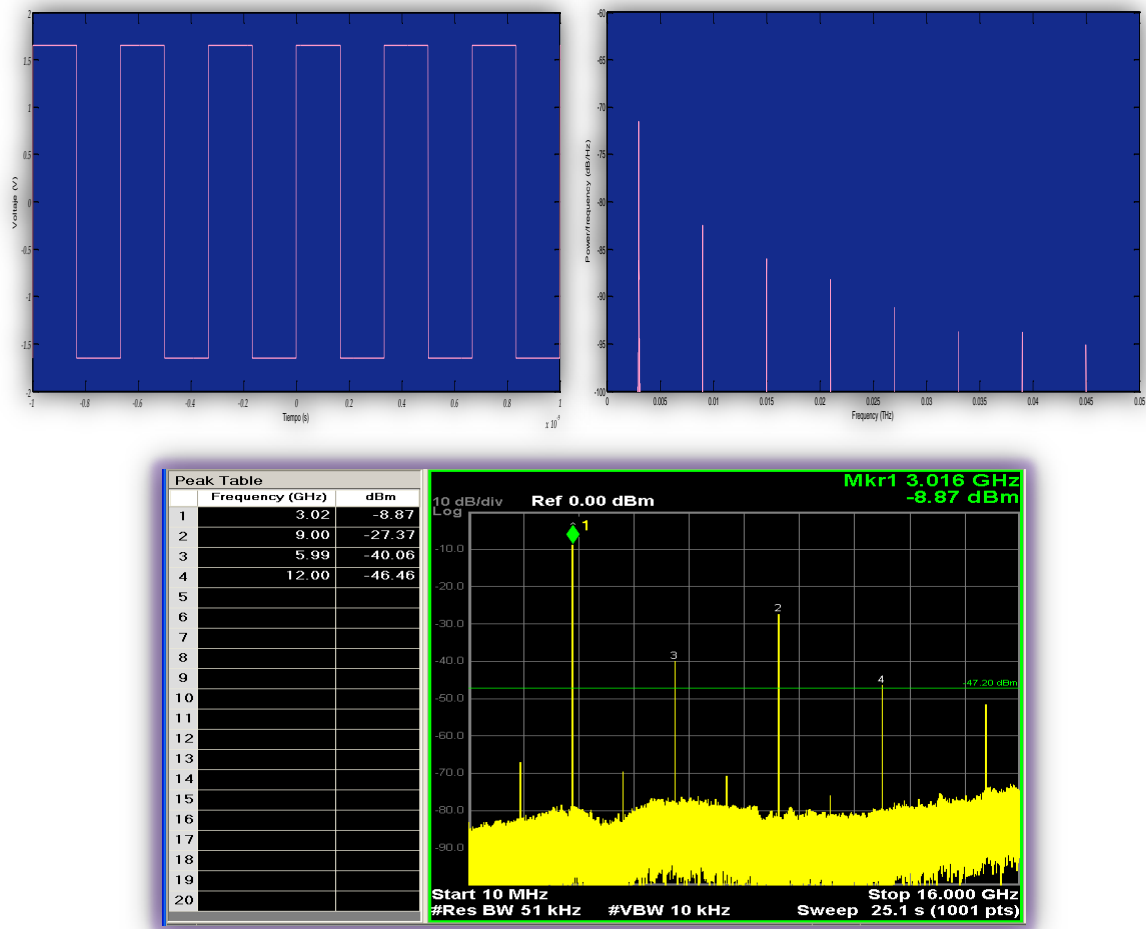 2
1.5
1
0.5
0
-0.5
-1
-1.5
-2
Voltaje (V)
-1 -0.8 -0.6 -0.4 -0.2 0 0.2 0.4 0.6 0.8 1
Tiempo (s)
x 10⁻⁹
-60
-65
-70
-75
-80
-85
-90
-95
-100
Power/frequency (dB/Hz)
0 0.005 0.01 0.015 0.02 0.025 0.03 0.035 0.04 0.045 0.05
Frequency (THz)
Peak Table
Frequency (GHz) dBm
1 3.02 -8.87
2 9.00 -27.37
3 5.99 -40.06
4 12.00 -46.46
5
6
7
8
9
10
11
12
13
14
15
16
17
18
19
20
Mkr1 3.016 GHz
-8.87 dBm
10 dB/div Ref 0.00 dBm
Log
1
-10.0
-20.0
2
-30.0
3
-40.0
4
-47.20 dBm
-50.0
-60.0
-70.0
-80.0
-90.0
Start 10 MHz Stop 16.000 GHz
#Res BW 51 kHz #VBW 10 kHz Sweep 25.1 s (1001 pts)